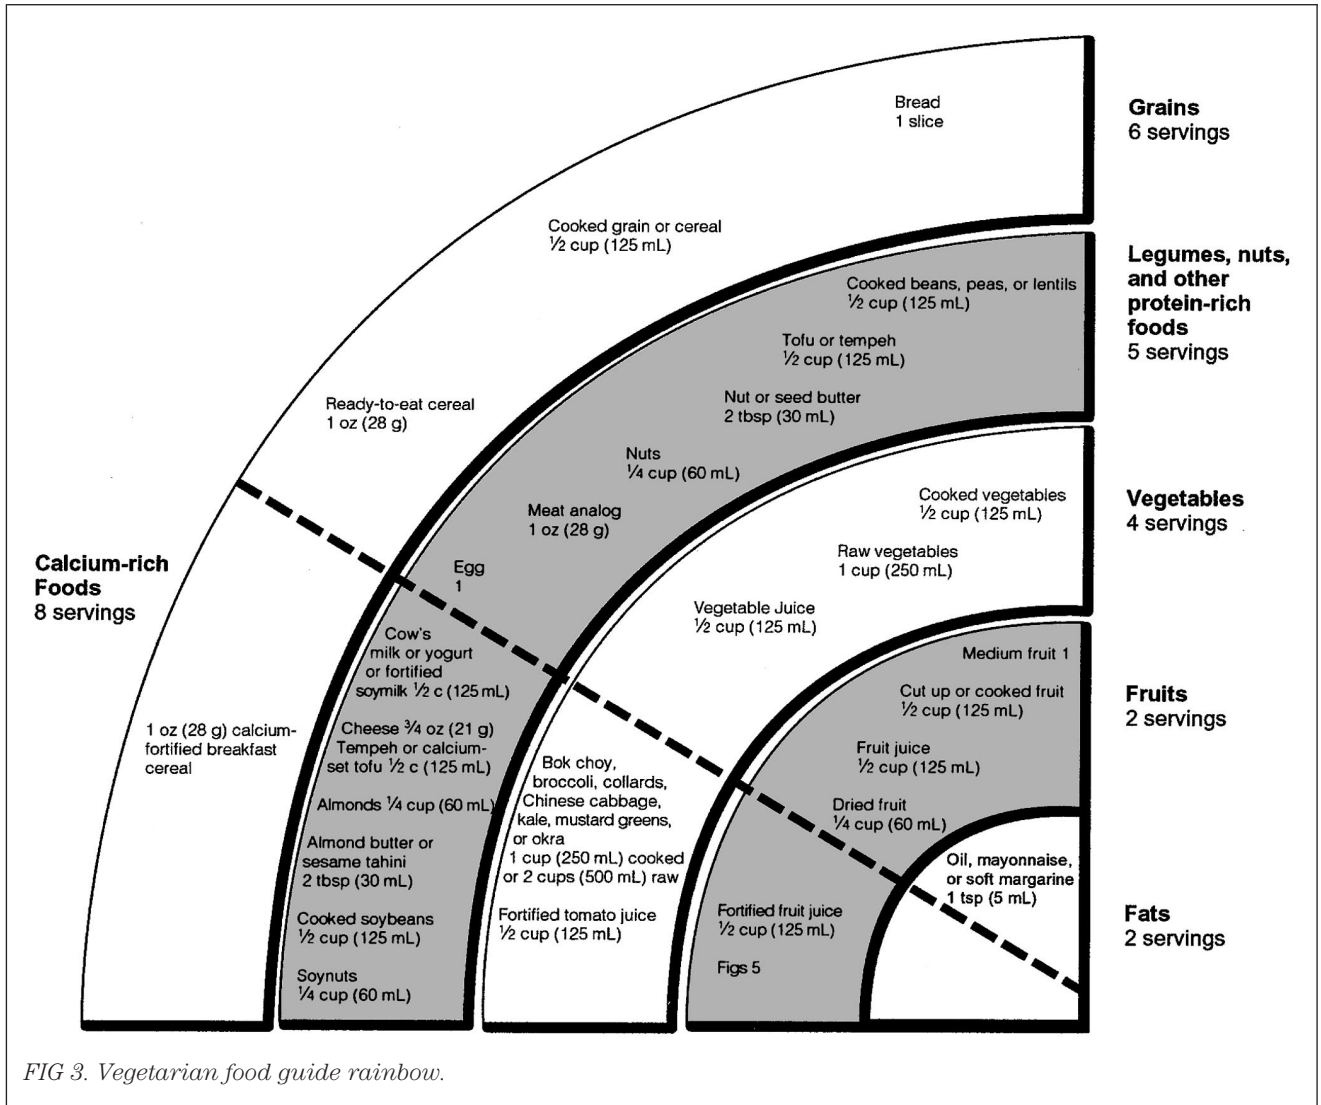 Bread
1 slice
Grains
6 servings
Cooked grain or cereal
½ cup (125 mL)
Legumes, nuts,
and other
protein-rich
foods
5 servings
Cooked beans, peas, or lentils
½ cup (125 mL)
Tofu or tempeh
½ cup (125 mL)
Nut or seed butter
2 tbsp (30 mL)
Ready-to-eat cereal
1 oz (28 g)
Nuts
¼ cup (60 mL)
Meat analog
1 oz (28 g)
Egg
1
Vegetables
4 servings
Cooked vegetables
½ cup (125 mL)
Raw vegetables
1 cup (250 mL)
Vegetable Juice
½ cup (125 mL)
Calcium-rich
Foods
8 servings
1 oz (28 g) calcium-
fortified breakfast
cereal
Cow's
milk or yogurt
or fortified
soymilk ½ c (125 mL)
Cheese ¾ oz (21 g)
Tempeh or calcium-
set tofu ½ c (125 mL)
Almonds ¼ cup (60 mL)
Almond butter or
sesame tahini
2 tbsp (30 mL)
Cooked soybeans
½ cup (125 mL)
Soynuts
¼ cup (60 mL)
Bok choy,
broccoli, collards,
Chinese cabbage,
kale, mustard greens,
or okra
1 cup (250 mL) cooked
or 2 cups (500 mL) raw
Fortified tomato juice
½ cup (125 mL)
Fruits
2 servings
Medium fruit 1
Cut up or cooked fruit
½ cup (125 mL)
Fruit juice
½ cup (125 mL)
Dried fruit
¼ cup (60 mL)
Fortified fruit juice
½ cup (125 mL)
Figs 5
Oil, mayonnaise,
or soft margarine
1 tsp (5 mL)
Fats
2 servings
FIG 3. Vegetarian food guide rainbow.